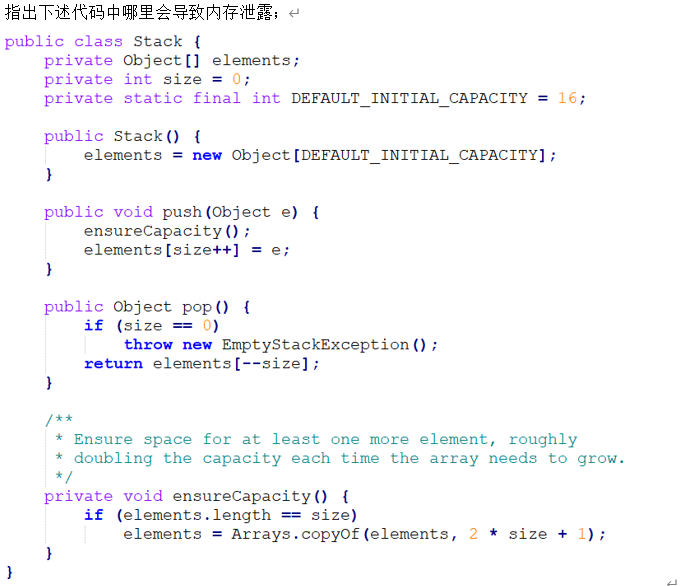 指出下述代码中哪里会导致内存泄露；↵
public class Stack {
    private Object[] elements;
    private int size = 0;
    private static final int DEFAULT_INITIAL_CAPACITY = 16;

    public Stack() {
        elements = new Object[DEFAULT_INITIAL_CAPACITY];
    }

    public void push(Object e) {
        ensureCapacity();
        elements[size++] = e;
    }

    public Object pop() {
        if (size == 0)
            throw new EmptyStackException();
        return elements[--size];
    }

    /**
     * Ensure space for at least one more element, roughly
     * doubling the capacity each time the array needs to grow.
     */
    private void ensureCapacity() {
        if (elements.length == size)
            elements = Arrays.copyOf(elements, 2 * size + 1);
    }
}
↵